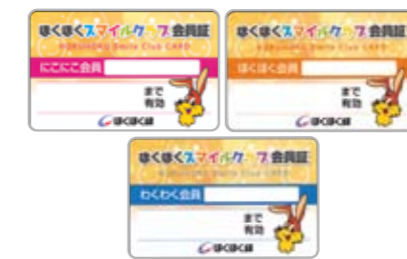 ほくほくスマイルクラブ会員証
HOKUHOKU Smile Club CARD
にこにこ会員
まで
有効
ほくほく線
ほくほくスマイルクラブ会員証
HOKUHOKU Smile Club CARD
ほくほく会員
まで
有効
ほくほく線
ほくほくスマイルクラブ会員証
HOKUHOKU Smile Club CARD
わくわく会員
まで
有効
ほくほく線